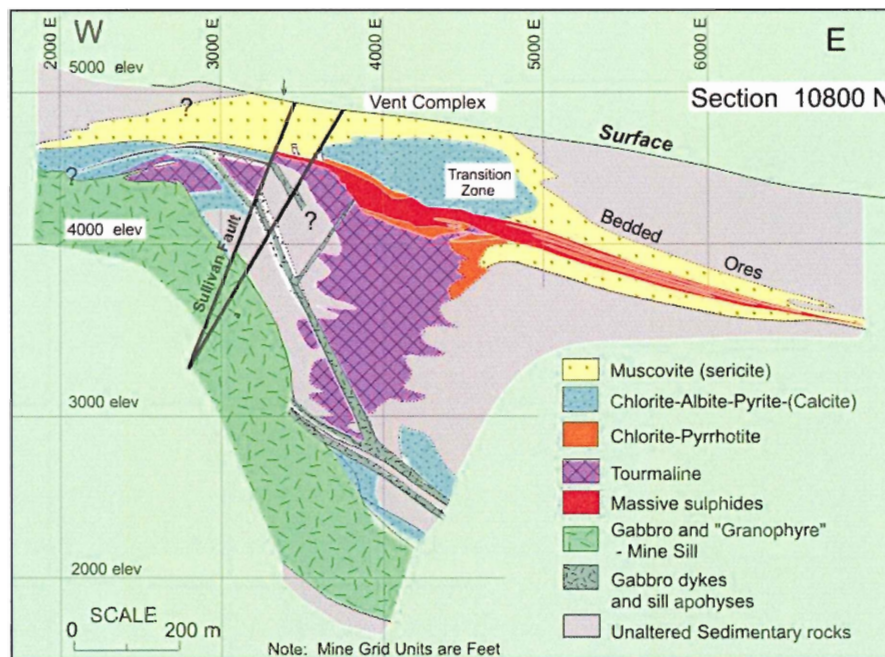 2000 E
3000 E
4000 E
5000 E
6000 E
W
E
5000 elev
?
Vent Complex
Section 10800 N
Surface
Transition
Zone
?
?
4000 elev
Sullivan Fault
Bedded
Ores
3000 elev
2000 elev
Muscovite (sericite)
Chlorite-Albite-Pyrite-(Calcite)
Chlorite-Pyrrhotite
Tourmaline
Massive sulphides
Gabbro and "Granophyre"
- Mine Sill
Gabbro dykes
and sill apohyses
Unaltered Sedimentary rocks
SCALE
0 200 m
Note: Mine Grid Units are Feet